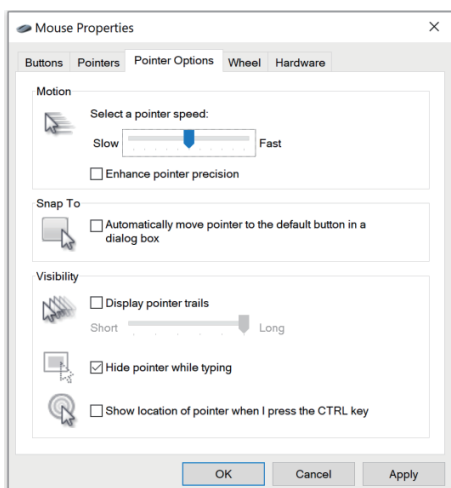 Mouse Properties
Buttons Pointers Pointer Options Wheel Hardware
Motion
Select a pointer speed:
Slow Fast
Enhance pointer precision
Snap To
Automatically move pointer to the default button in a
dialog box
Visibility
Display pointer trails
Short Long
Hide pointer while typing
Show location of pointer when I press the CTRL key
OK Cancel Apply